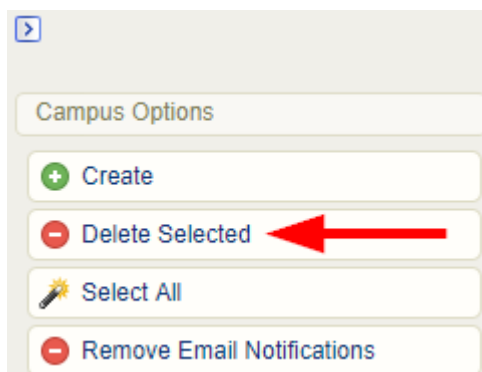 Campus Options
Create
Delete Selected
Select All
Remove Email Notifications